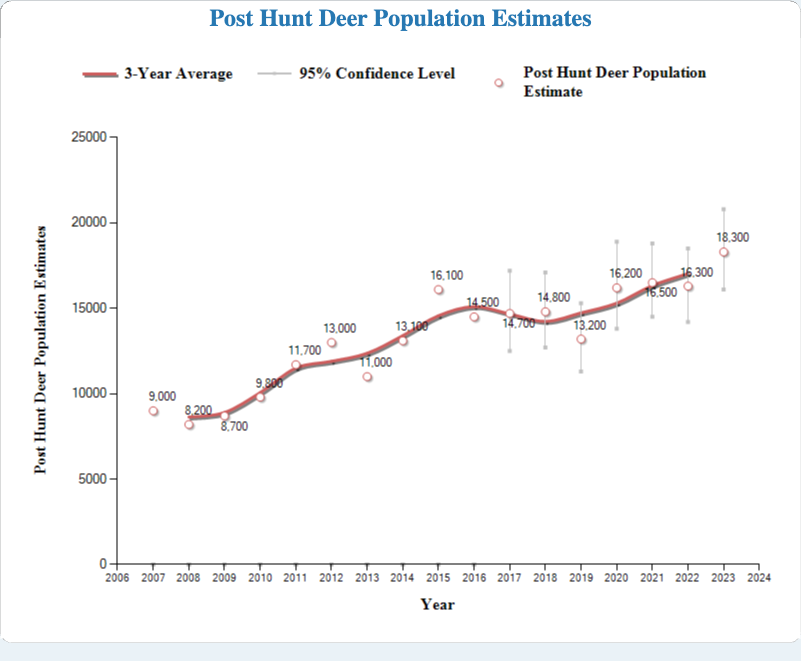 Post Hunt Deer Population Estimates
3-Year Average
95% Confidence Level
Post Hunt Deer Population
Estimate
25000
20000
15000
10000
5000
0
Post Hunt Deer Population Estimates
9,000
8,200
8,700
9,800
11,700
13,000
11,000
13,100
16,100
14,500
14,700
14,800
13,200
16,200
16,500
16,300
18,300
2006 2007 2008 2009 2010 2011 2012 2013 2014 2015 2016 2017 2018 2019 2020 2021 2022 2023 2024
Year